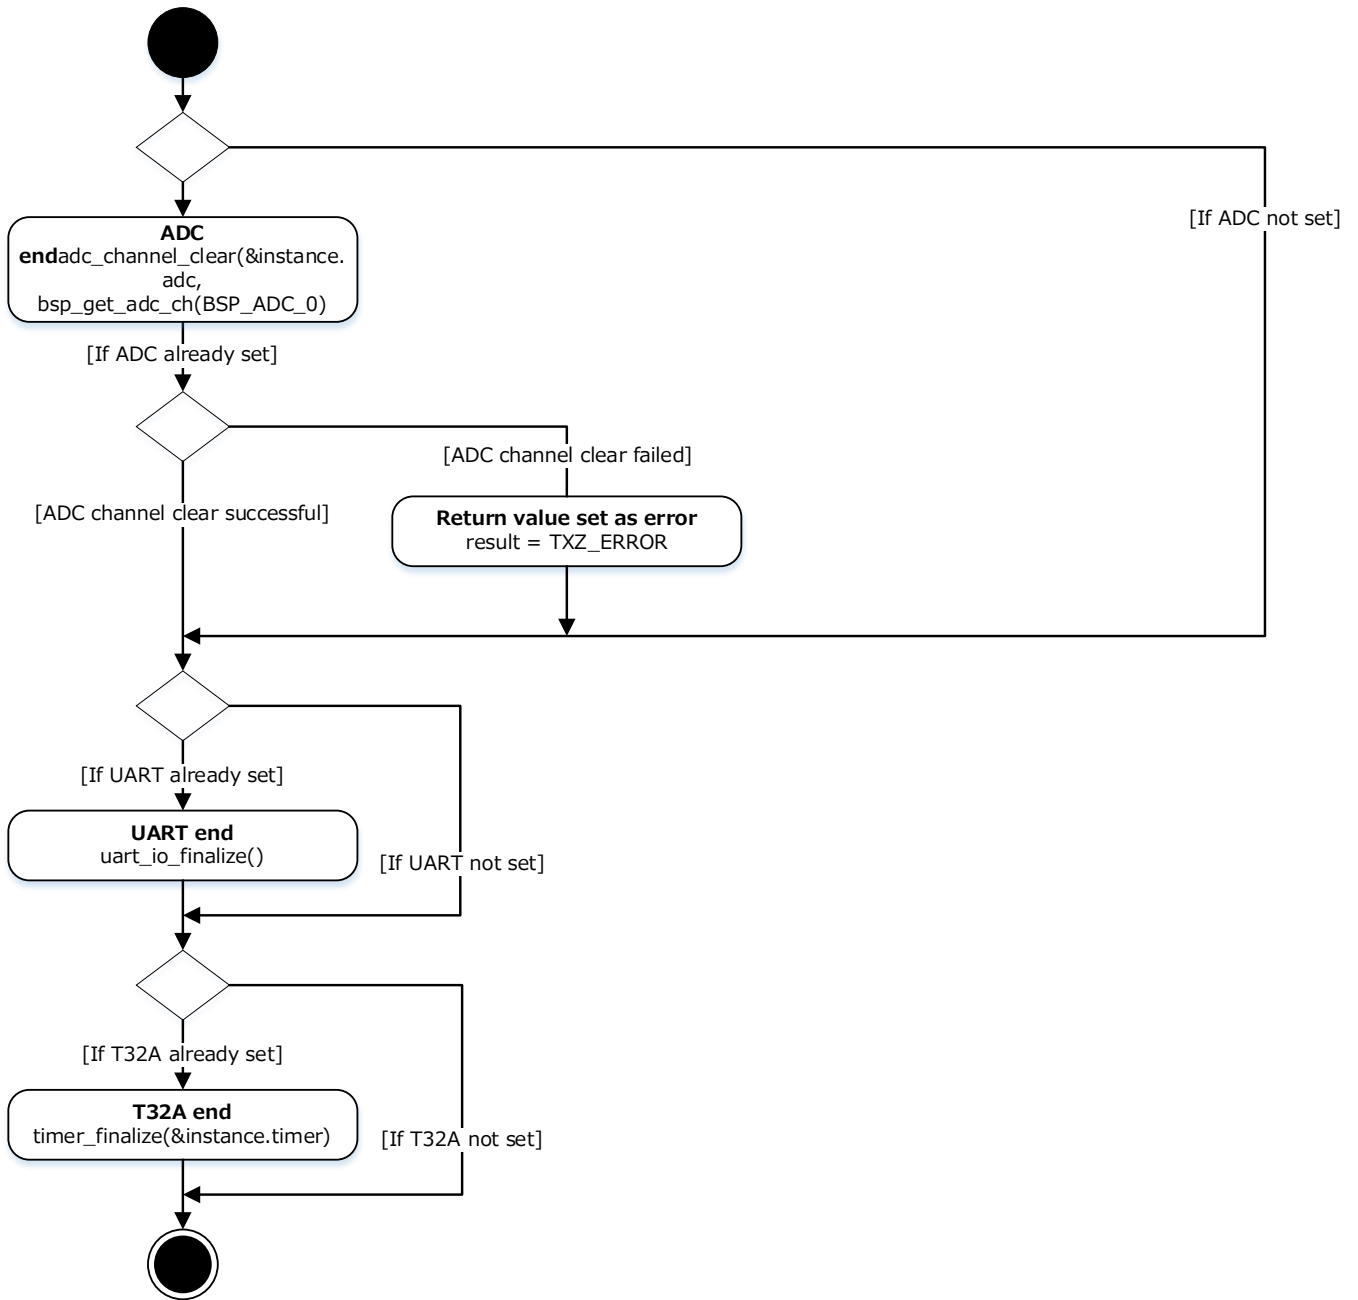 [If ADC not set]
ADC
endadc_channel_clear(&instance.
adc,
bsp_get_adc_ch(BSP_ADC_0)
[If ADC already set]
[ADC channel clear failed]
[ADC channel clear successful]
Return value set as error
result = TXZ_ERROR
[If UART already set]
UART end
uart_io_finalize()
[If UART not set]
[If T32A already set]
T32A end
timer_finalize(&instance.timer)
[If T32A not set]